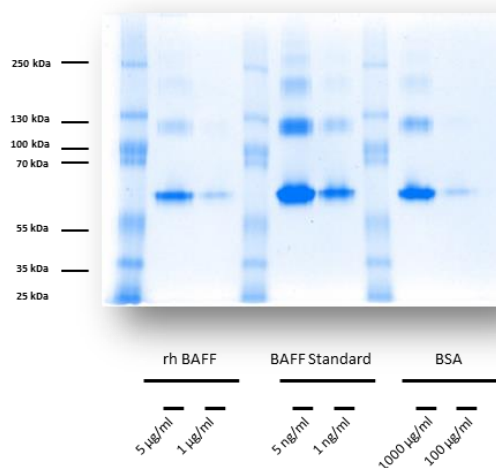 250 kDa
130 kDa
100 kDa
70 kDa
55 kDa
35 kDa
25 kDa
rh BAFF BAFF Standard BSA
5 µg/ml 1 µg/ml 5 ng/ml 1 ng/ml 1000 µg/ml 100 µg/ml